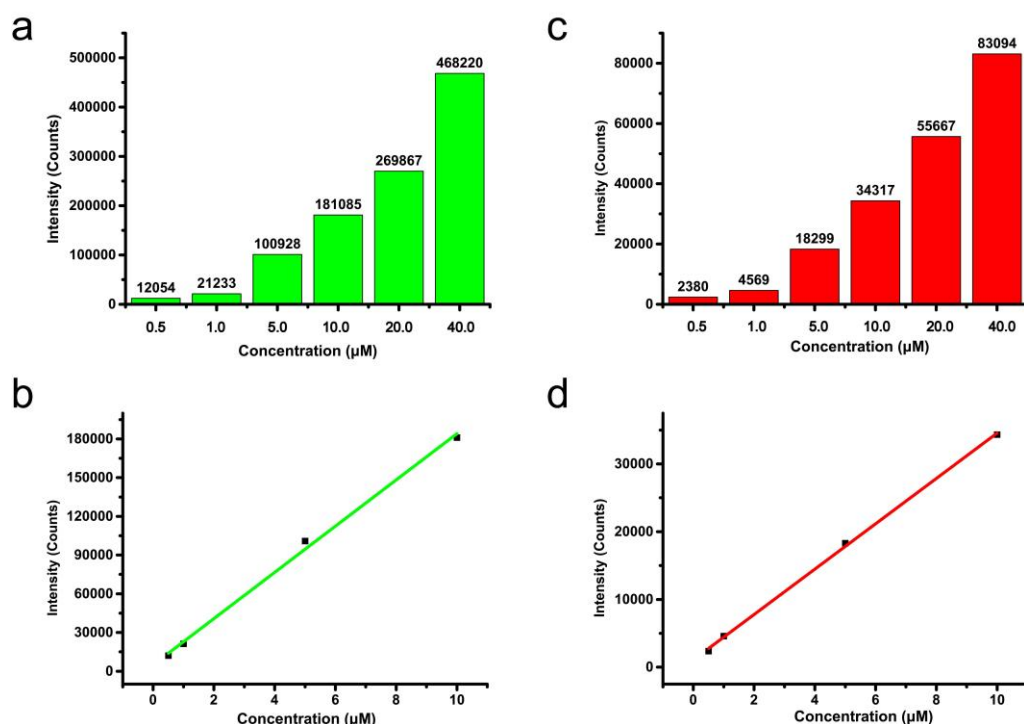 a
Intensity (Counts)
500000
400000
300000
200000
100000
0
12054
21233
100928
181085
269867
468220
0.5 1.0 5.0 10.0 20.0 40.0
Concentration (µM)
c
Intensity (Counts)
80000
60000
40000
20000
0
2380
4569
18299
34317
55667
83094
0.5 1.0 5.0 10.0 20.0 40.0
Concentration (µM)
b
Intensity (Counts)
180000
150000
120000
90000
60000
30000
0
0 2 4 6 8 10
Concentration (µM)
d
Intensity (Counts)
30000
20000
10000
0
0 2 4 6 8 10
Concentration (µM)